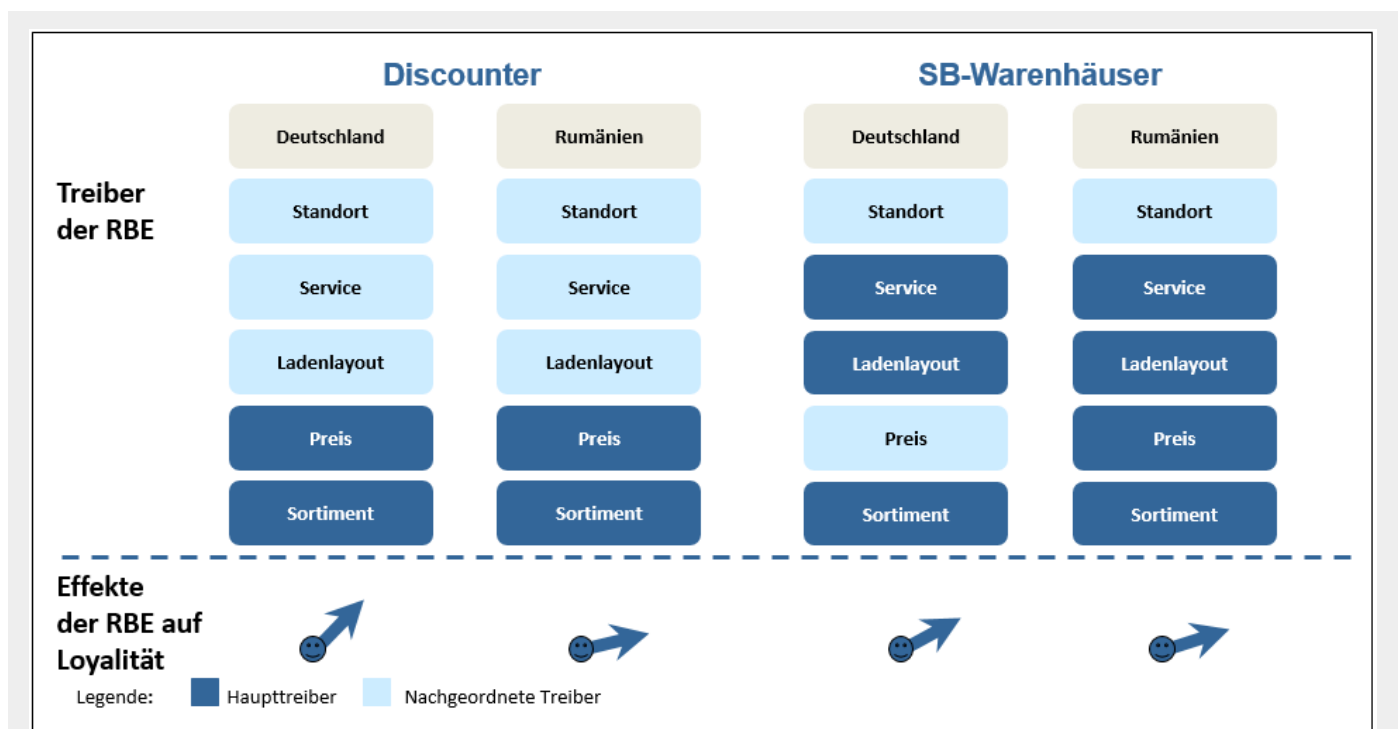 Discounter SB-Warenhäuser
Deutschland Rumänien Deutschland Rumänien
Treiber
der RBE
Standort Standort Standort Standort
Service Service Service Service
Ladenlayout Ladenlayout Ladenlayout Ladenlayout
Preis Preis Preis Preis
Sortiment Sortiment Sortiment Sortiment
Effekte
der RBE auf
Loyalität
Legende: Haupttreiber Nachgeordnete Treiber